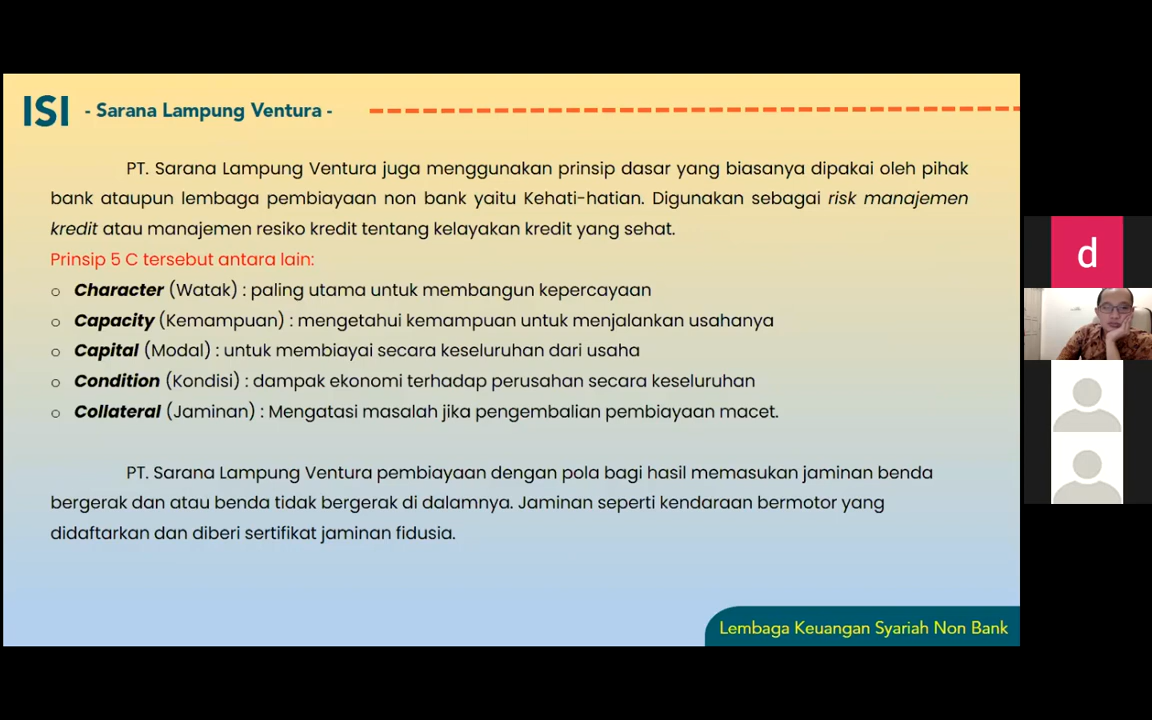 ISI - Sarana Lampung Ventura -
PT. Sarana Lampung Ventura juga menggunakan prinsip dasar yang biasanya dipakai oleh pihak
bank ataupun lembaga pembiayaan non bank yaitu Kehati-hatian. Digunakan sebagai risk manajemen
kredit atau manajemen resiko kredit tentang kelayakan kredit yang sehat.
Prinsip 5 C tersebut antara lain:
o Character (Watak) : paling utama untuk membangun kepercayaan
o Capacity (Kemampuan) : mengetahui kemampuan untuk menjalankan usahanya
o Capital (Modal) : untuk membiayai secara keseluruhan dari usaha
o Condition (Kondisi) : dampak ekonomi terhadap perusahan secara keseluruhan
o Collateral (Jaminan) : Mengatasi masalah jika pengembalian pembiayaan macet.
PT. Sarana Lampung Ventura pembiayaan dengan pola bagi hasil memasukan jaminan benda
bergerak dan atau benda tidak bergerak di dalamnya. Jaminan seperti kendaraan bermotor yang
didaftarkan dan diberi sertifikat jaminan fidusia.
Lembaga Keuangan Syariah Non Bank
d